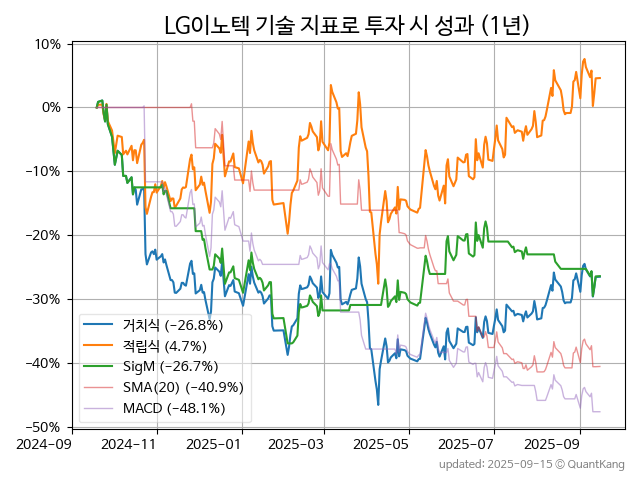 LG이노텍 기술 지표로 투자 시 성과 (1년)
10%
0%
−10%
−20%
−30%
−40%
−50%
거치식 (−26.8%)
적립식 (4.7%)
SigM (−26.7%)
SMA(20) (−40.9%)
MACD (−48.1%)
2024-09 2024-11 2025-01 2025-03 2025-05 2025-07 2025-09
updated: 2025-09-15 ⓒ QuantKang